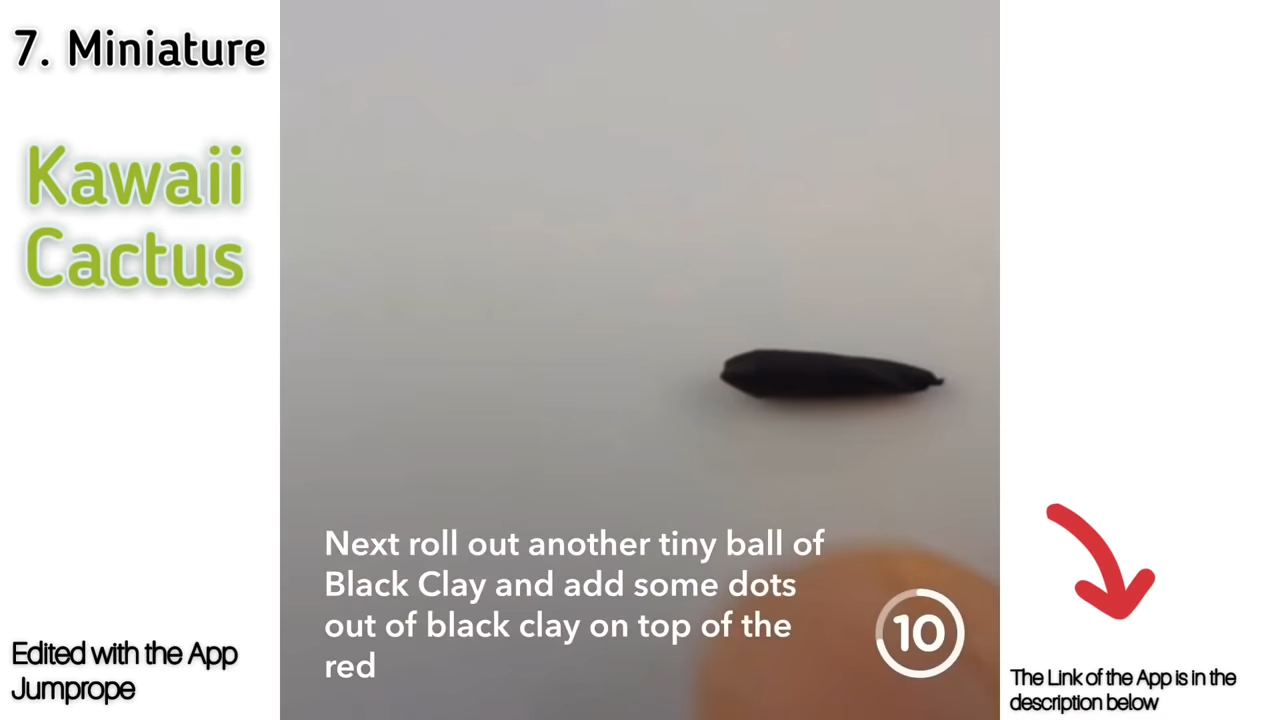 7. Miniature
Kawaii
Cactus
Next roll out another tiny ball of
Black Clay and add some dots
out of black clay on top of the
red
10
Edited with the App
Jumprope
The Link of the App is in the
description below